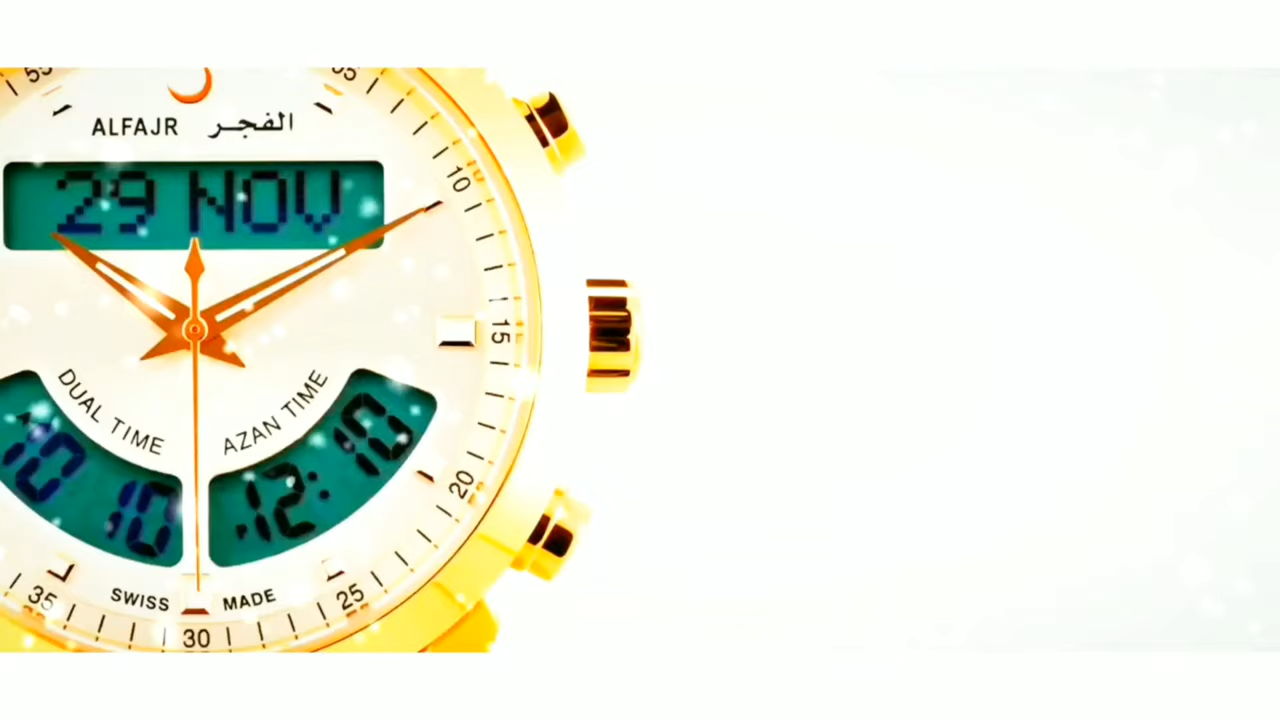 55
05
ALFAJR الفجر
29 NOV
10
15
DUAL TIME
AZAN TIME
10 10
12:10
20
35
SWISS MADE
25
30